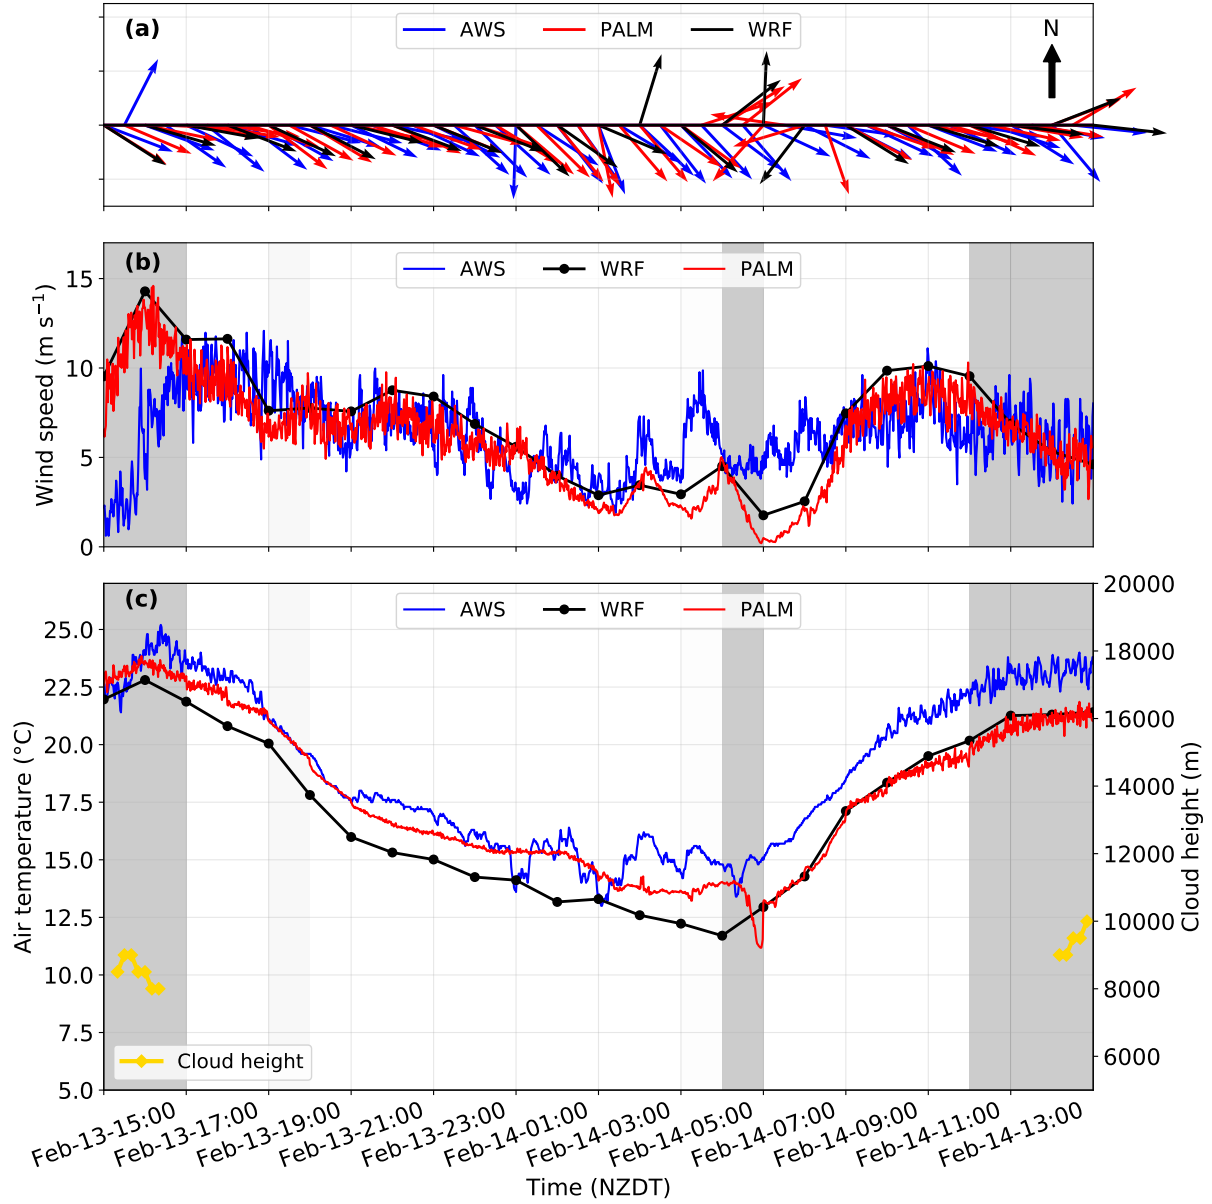 (a)
AWS PALM WRF
N
(b)
AWS WRF PALM
Wind speed (m s⁻¹)
15
10
5
0
(c)
AWS WRF PALM
Air temperature (°C)
25.0
22.5
20.0
17.5
15.0
12.5
10.0
7.5
5.0
Cloud height (m)
20000
18000
16000
14000
12000
10000
8000
6000
Cloud height
Feb-13-15:00
Feb-13-17:00
Feb-13-19:00
Feb-13-21:00
Feb-13-23:00
Feb-14-01:00
Feb-14-03:00
Feb-14-05:00
Feb-14-07:00
Feb-14-09:00
Feb-14-11:00
Feb-14-13:00
Time (NZDT)